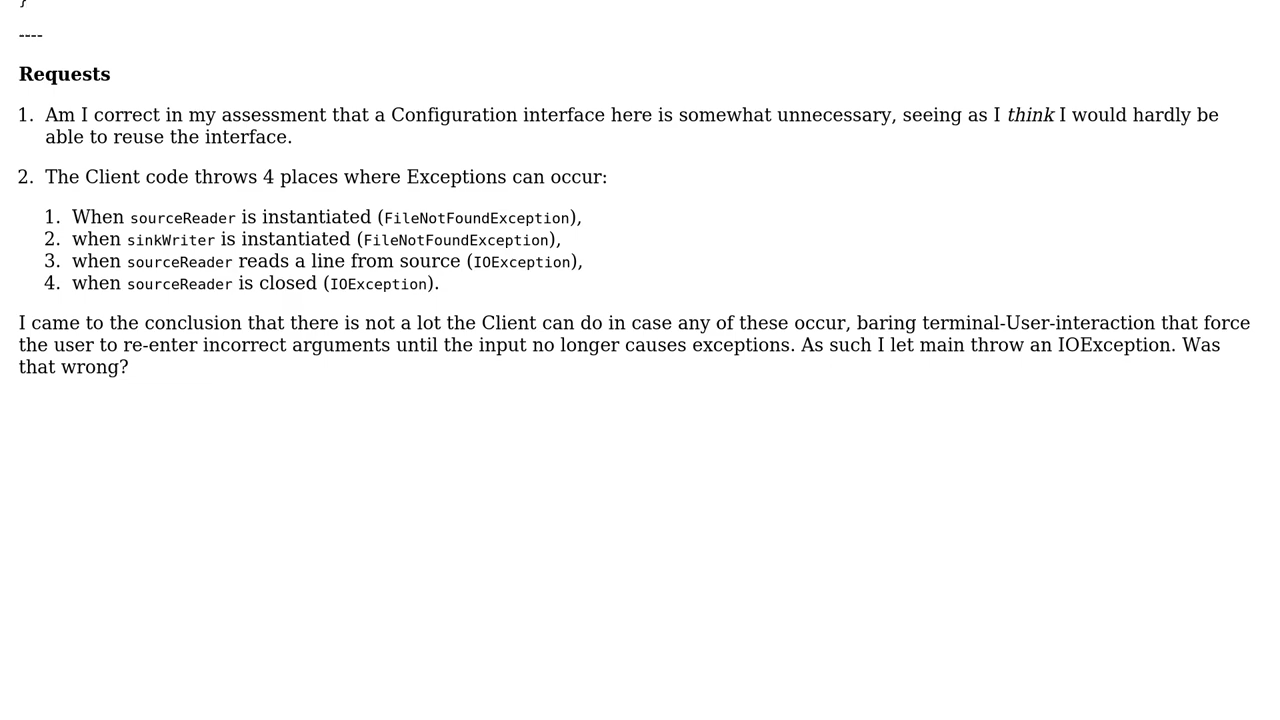 }
----
Requests
1. Am I correct in my assessment that a Configuration interface here is somewhat unnecessary, seeing as I think I would hardly be
able to reuse the interface.
2. The Client code throws 4 places where Exceptions can occur:
1. When sourceReader is instantiated (FileNotFoundException),
2. when sinkWriter is instantiated (FileNotFoundException),
3. when sourceReader reads a line from source (IOException),
4. when sourceReader is closed (IOException).
I came to the conclusion that there is not a lot the Client can do in case any of these occur, baring terminal-User-interaction that force
the user to re-enter incorrect arguments until the input no longer causes exceptions. As such I let main throw an IOException. Was
that wrong?